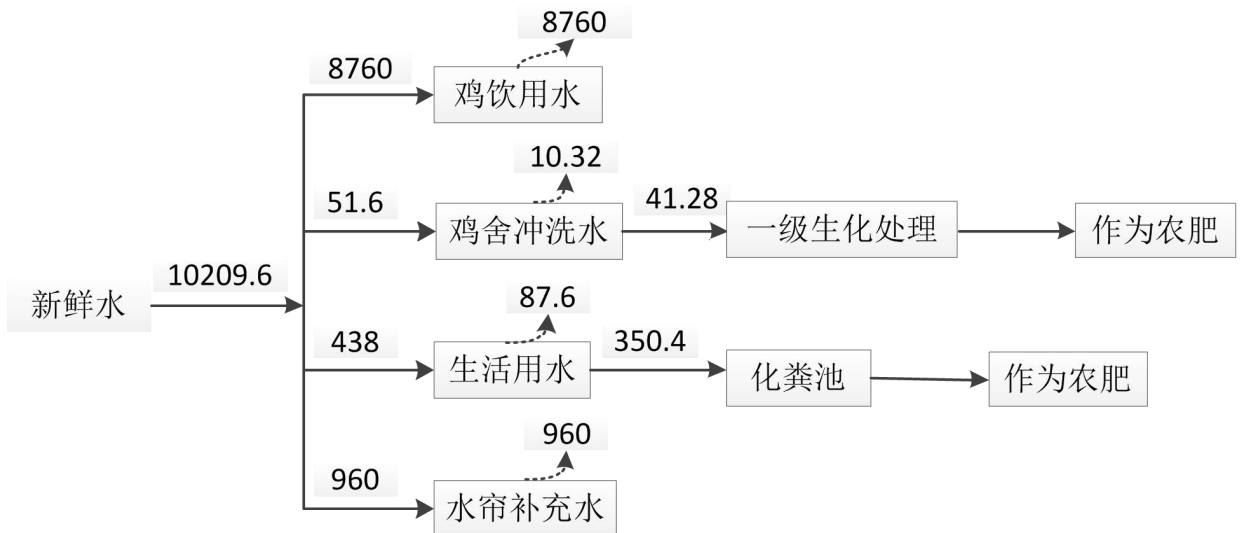 8760
8760
鸡饮用水
10.32
51.6
鸡舍冲洗水
41.28
一级生化处理
作为农肥
新鲜水
10209.6
87.6
438
生活用水
350.4
化粪池
作为农肥
960
960
水帘补充水